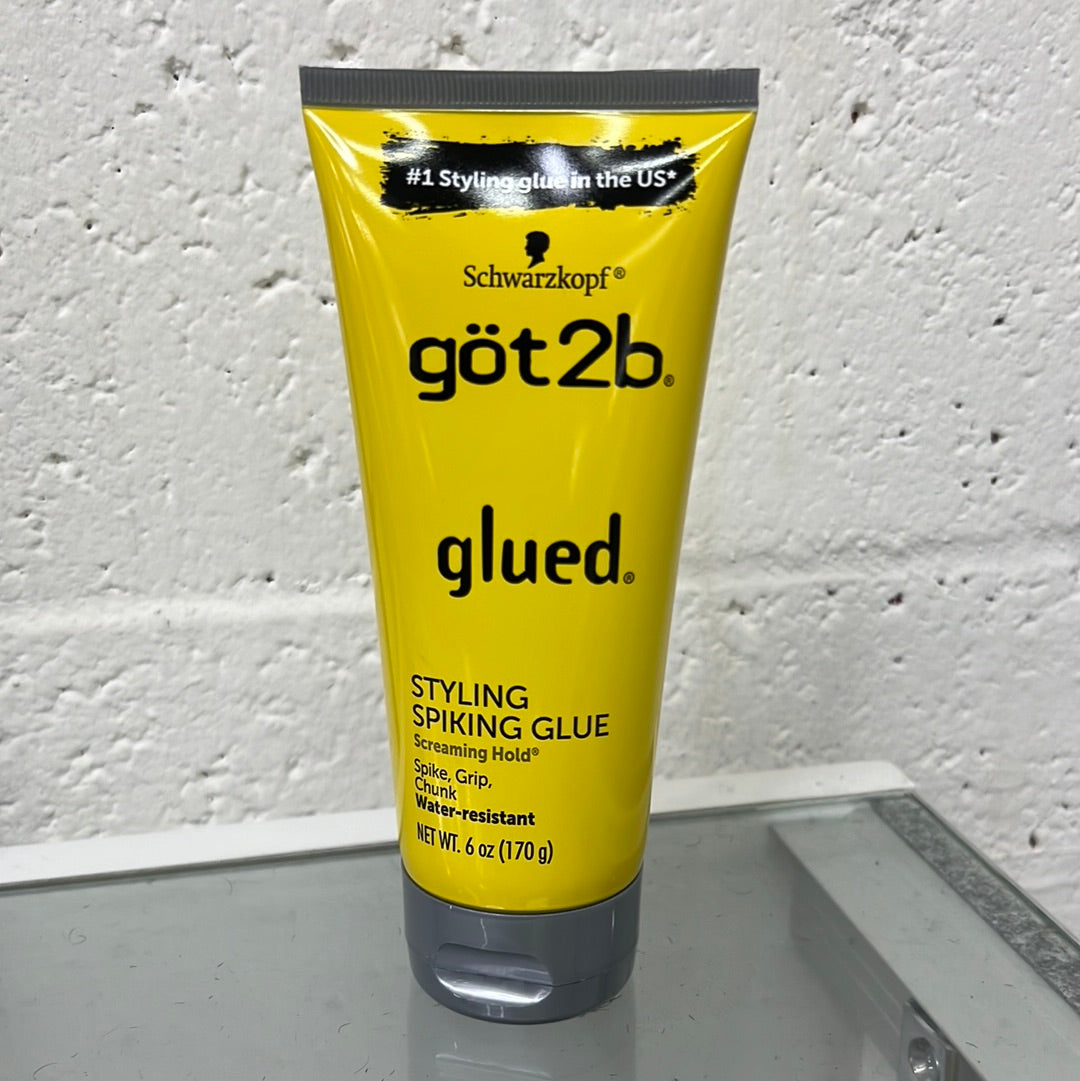 #1 Styling glue in the US*
Schwarzkopf®
göt2b®
glued®
STYLING
SPIKING GLUE
Screaming Hold®
Spike, Grip,
Chunk
Water-resistant
NET WT. 6 oz (170 g)